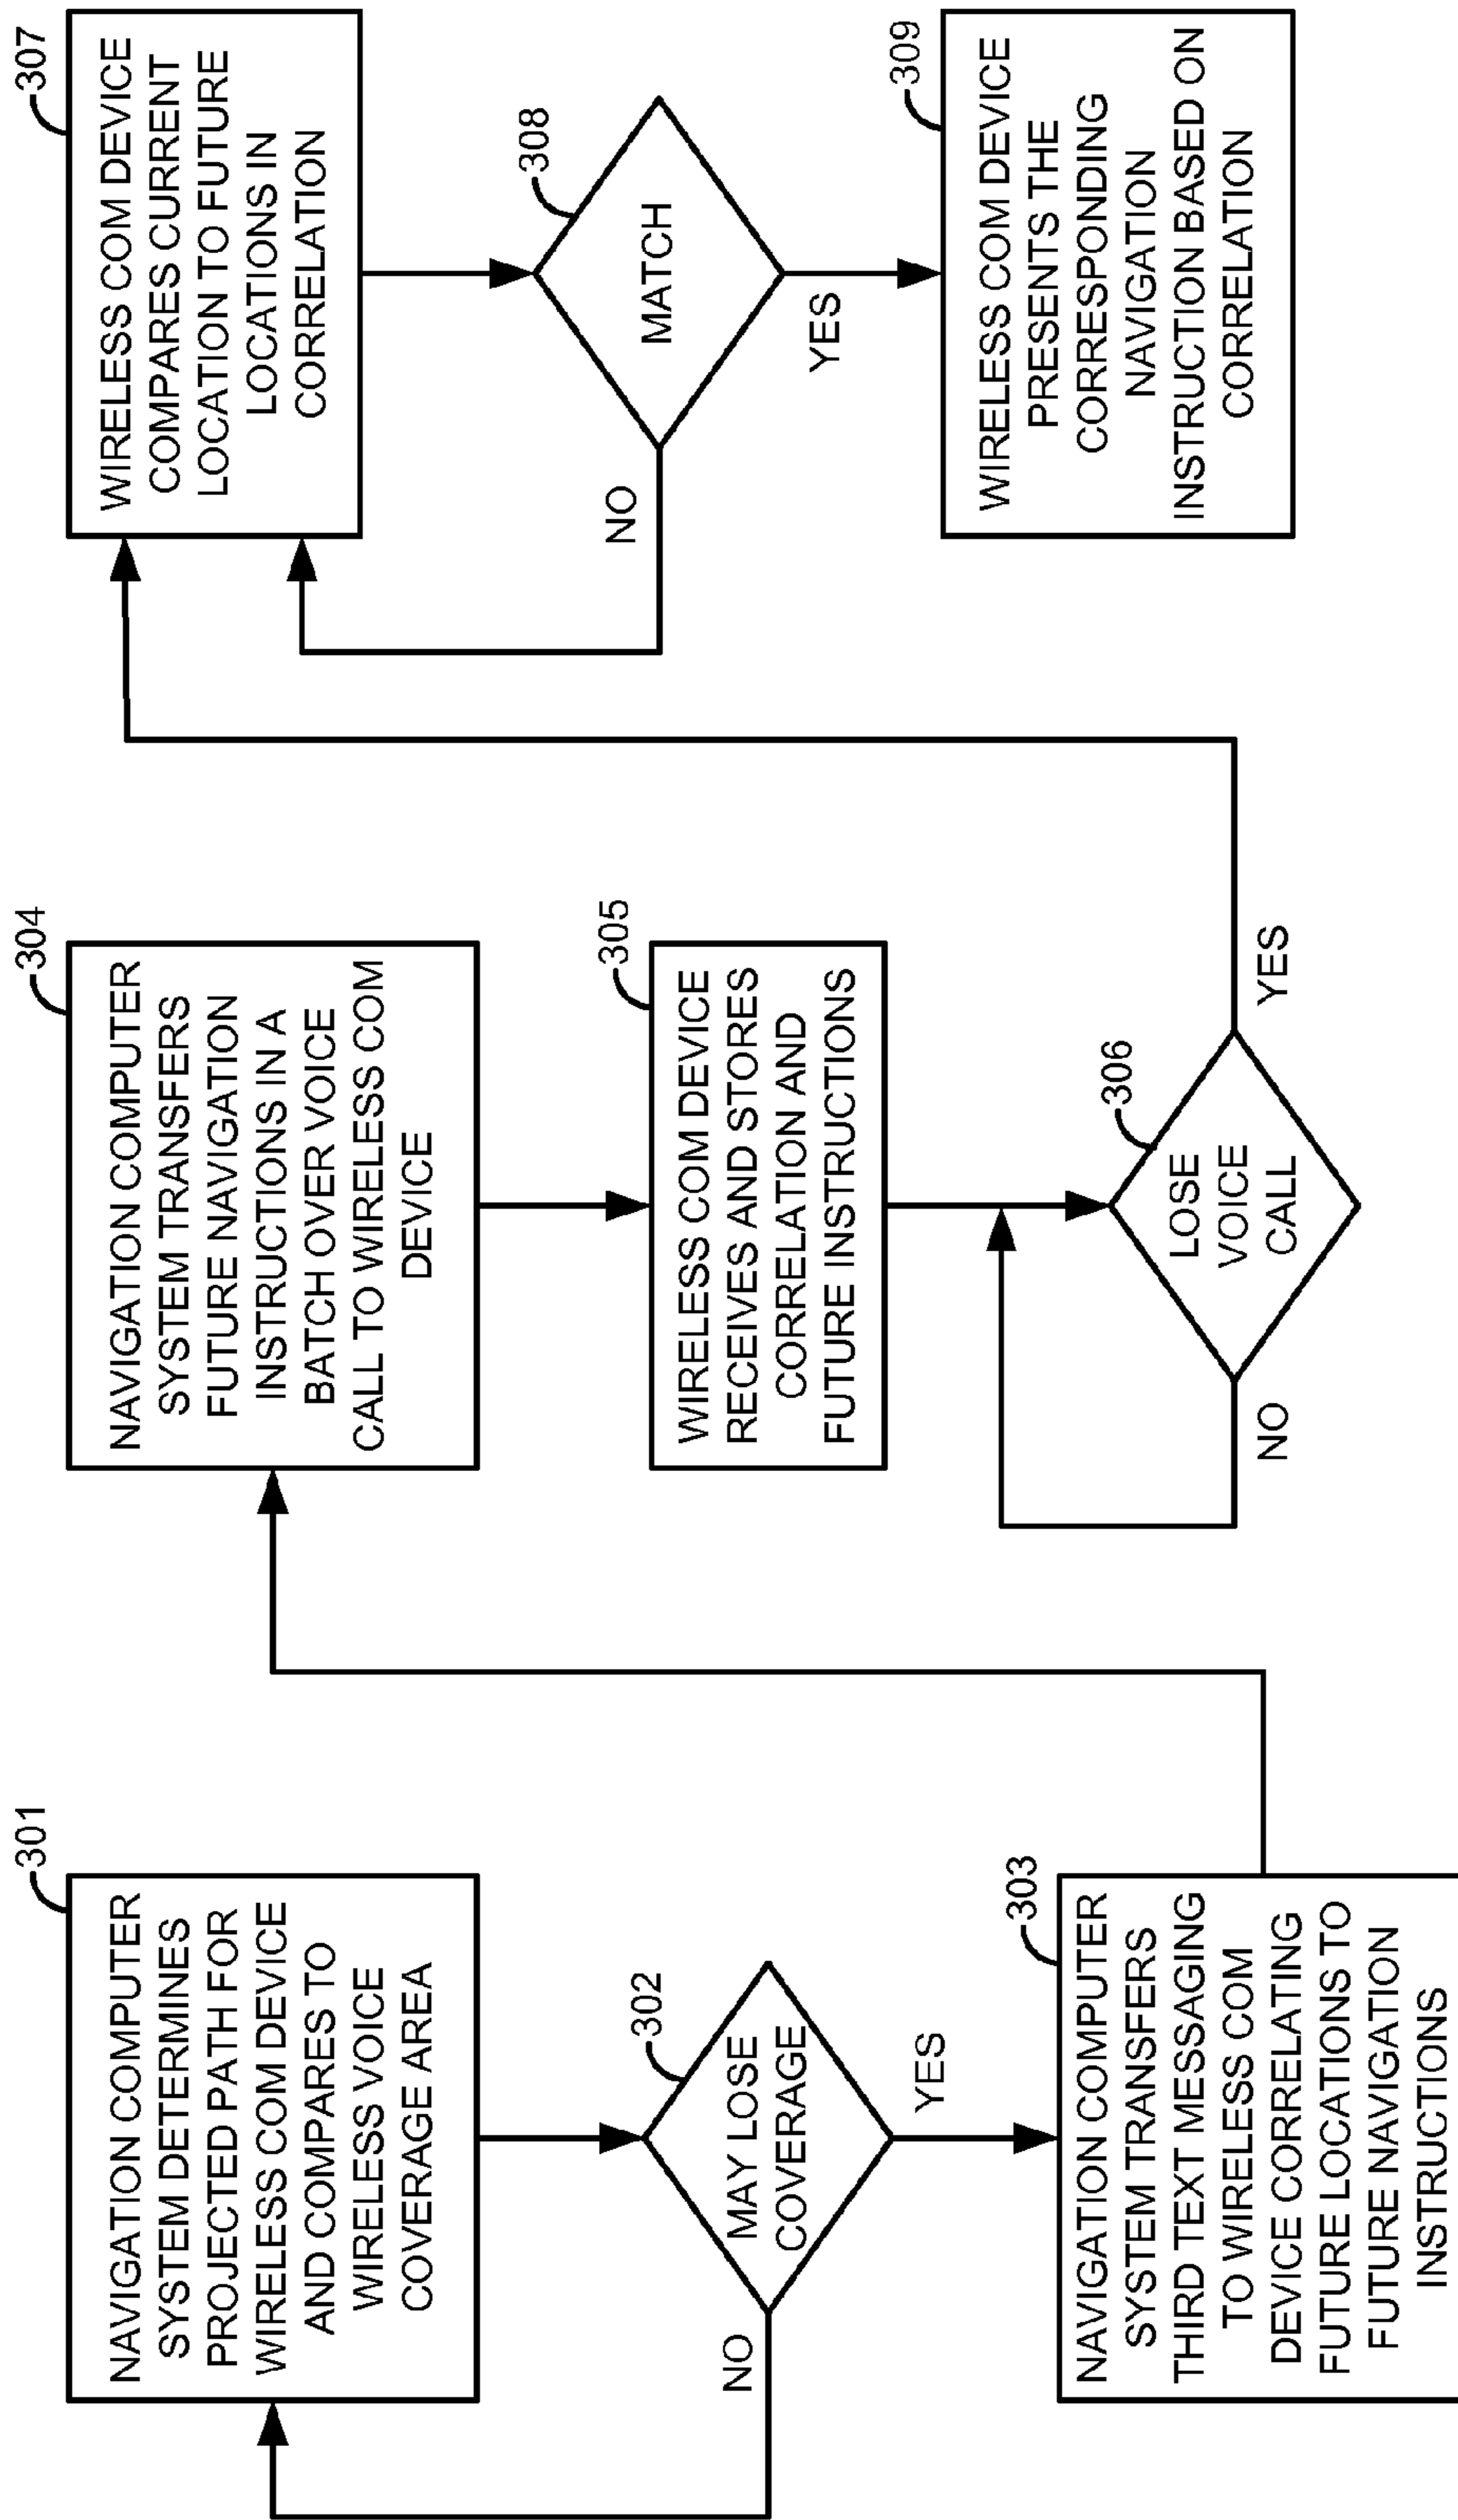 301
NAVIGATION COMPUTER
SYSTEM DETERMINES
PROJECTED PATH FOR
WIRELESS COM DEVICE
AND COMPARES TO
WIRELESS VOICE
COVERAGE AREA
302
MAY LOSE
COVERAGE
NO
YES
303
NAVIGATION COMPUTER
SYSTEM TRANSFERS
THIRD TEXT MESSAGING
TO WIRELESS COM
DEVICE CORRELATING
FUTURE LOCATIONS TO
FUTURE NAVIGATION
INSTRUCTIONS
304
NAVIGATION COMPUTER
SYSTEM TRANSFERS
FUTURE NAVIGATION
INSTRUCTIONS IN A
BATCH OVER VOICE
CALL TO WIRELESS COM
DEVICE
305
WIRELESS COM DEVICE
RECEIVES AND STORES
CORRELATION AND
FUTURE INSTRUCTIONS
306
LOSE
VOICE
CALL
NO
YES
307
WIRELESS COM DEVICE
COMPARES CURRENT
LOCATION TO FUTURE
LOCATIONS IN
CORRELATION
308
MATCH
NO
YES
309
WIRELESS COM DEVICE
PRESENTS THE
CORRESPONDING
NAVIGATION
INSTRUCTION BASED ON
CORRELATION